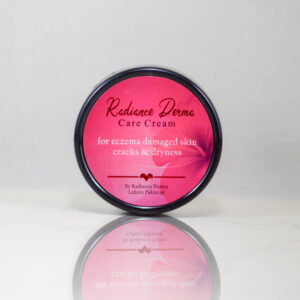 Radiance Derma
Care Cream
for eczema damaged skin
cracks & dryness
By Radiance Derma
Lahore Pakistan